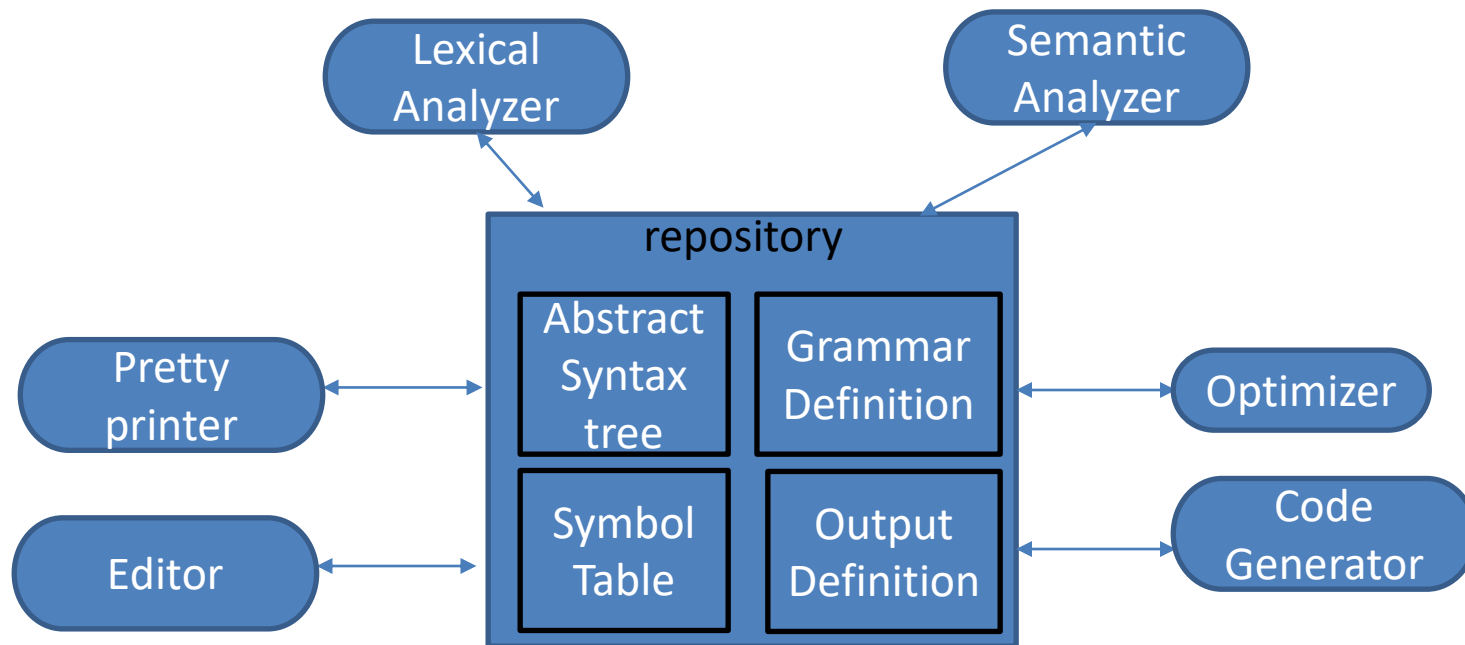 Lexical
Analyzer
Semantic
Analyzer
repository
Abstract
Syntax
tree
Grammar
Definition
Pretty
printer
Optimizer
Symbol
Table
Output
Definition
Editor
Code
Generator